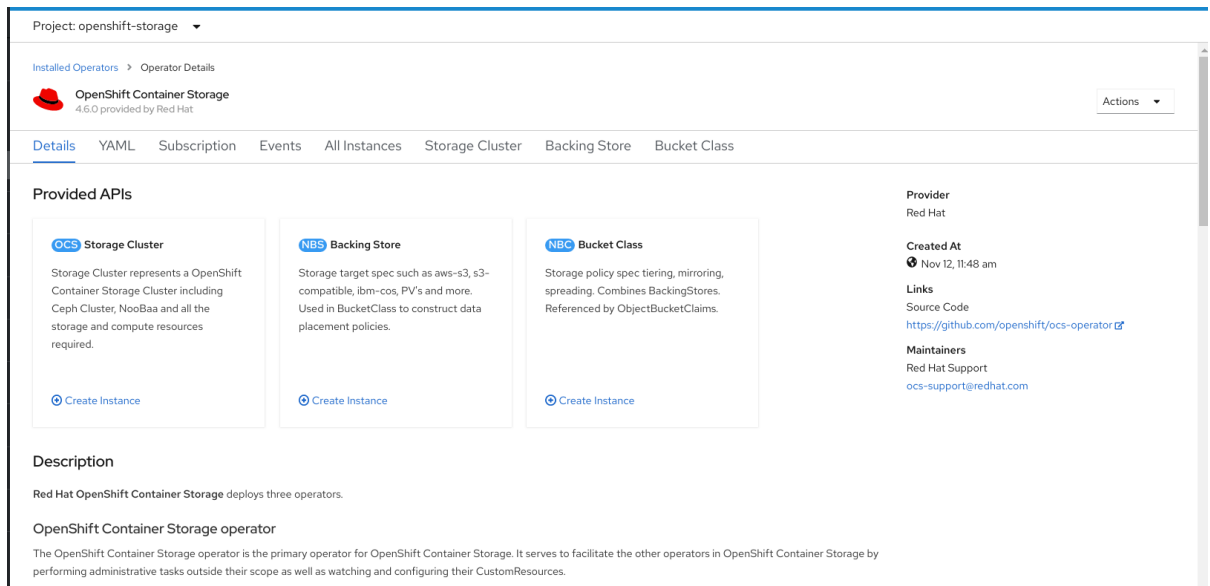 Project: openshift-storage
Installed Operators > Operator Details
OpenShift Container Storage
4.6.0 provided by Red Hat
Actions
Details YAML Subscription Events All Instances Storage Cluster Backing Store Bucket Class
Provided APIs
OCS Storage Cluster
Storage Cluster represents a OpenShift
Container Storage Cluster including
Ceph Cluster, NooBaa and all the
storage and compute resources
required.
Create Instance
NBS Backing Store
Storage target spec such as aws-s3, s3-
compatible, ibm-cos, PV's and more.
Used in BucketClass to construct data
placement policies.
Create Instance
NBC Bucket Class
Storage policy spec tiering, mirroring,
spreading. Combines BackingStores.
Referenced by ObjectBucketClaims.
Create Instance
Provider
Red Hat
Created At
Nov 12, 11:48 am
Links
Source Code
https://github.com/openshift/ocs-operator
Maintainers
Red Hat Support
ocs-support@redhat.com
Description
Red Hat OpenShift Container Storage deploys three operators.
OpenShift Container Storage operator
The OpenShift Container Storage operator is the primary operator for OpenShift Container Storage. It serves to facilitate the other operators in OpenShift Container Storage by
performing administrative tasks outside their scope as well as watching and configuring their CustomResources.